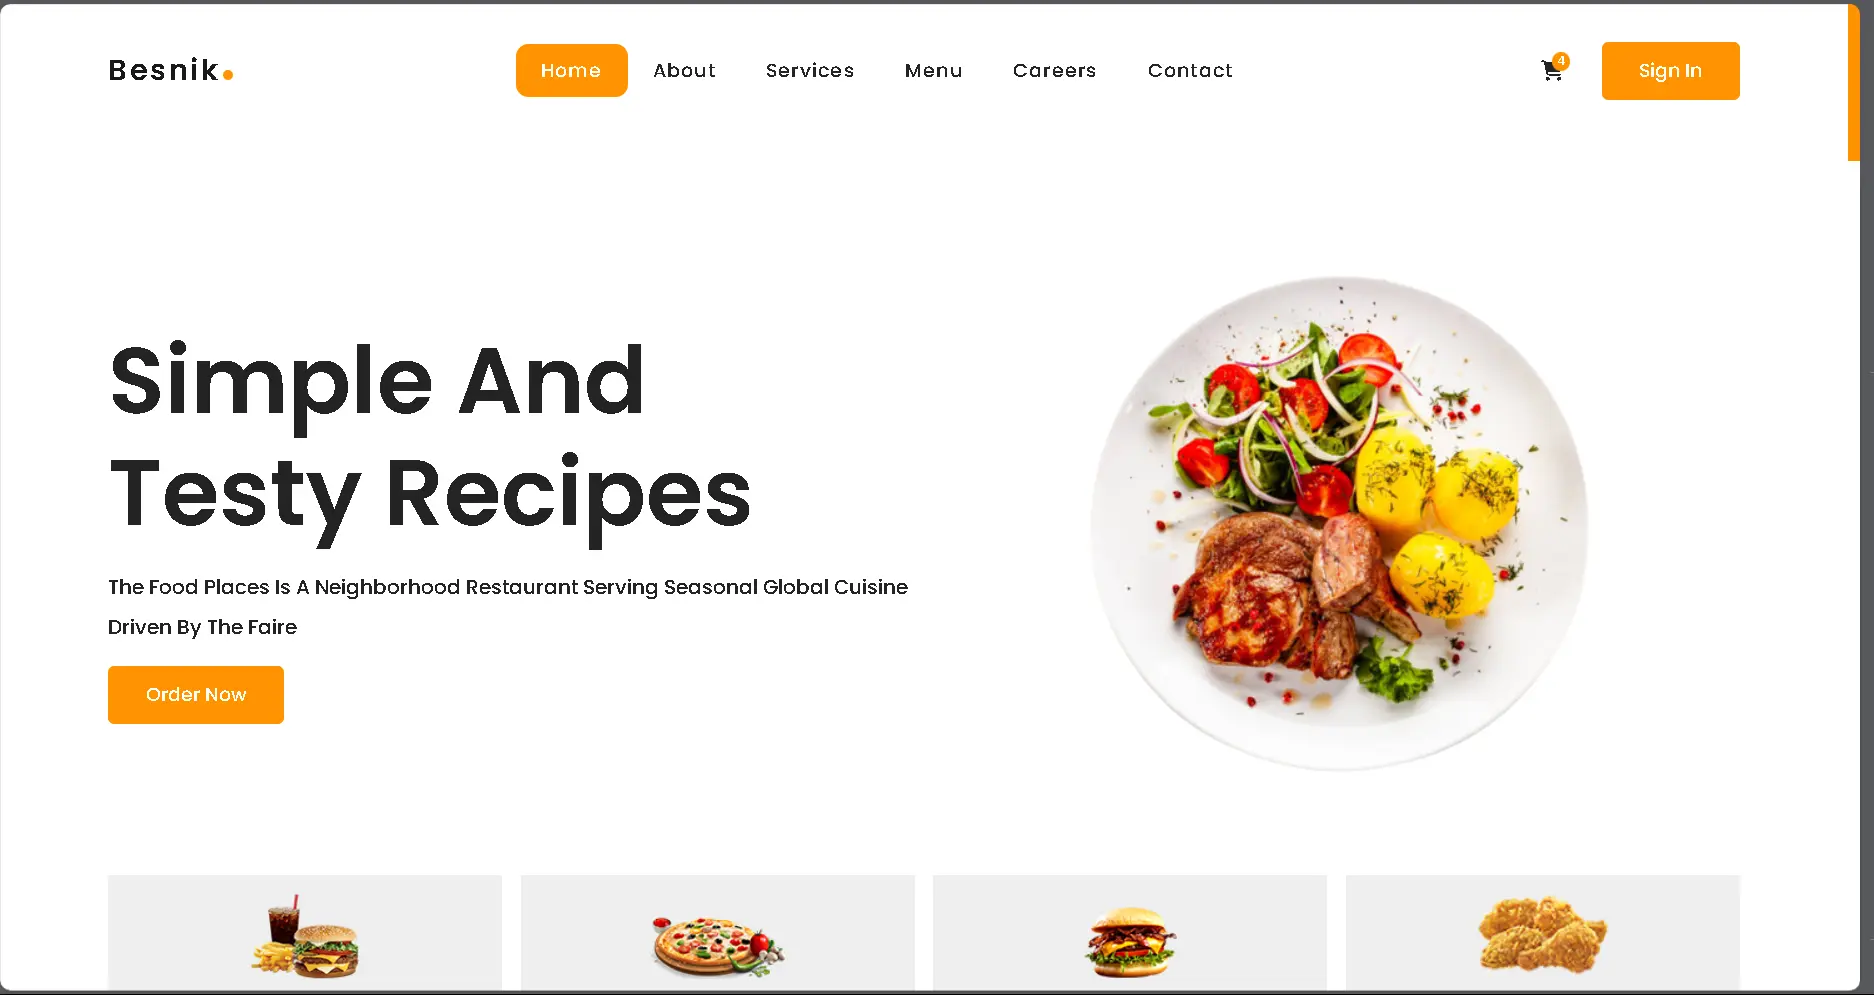 Besnik.
Home About Services Menu Careers Contact
4
Sign In
Simple And
Testy Recipes
The Food Places Is A Neighborhood Restaurant Serving Seasonal Global Cuisine
Driven By The Faire
Order Now